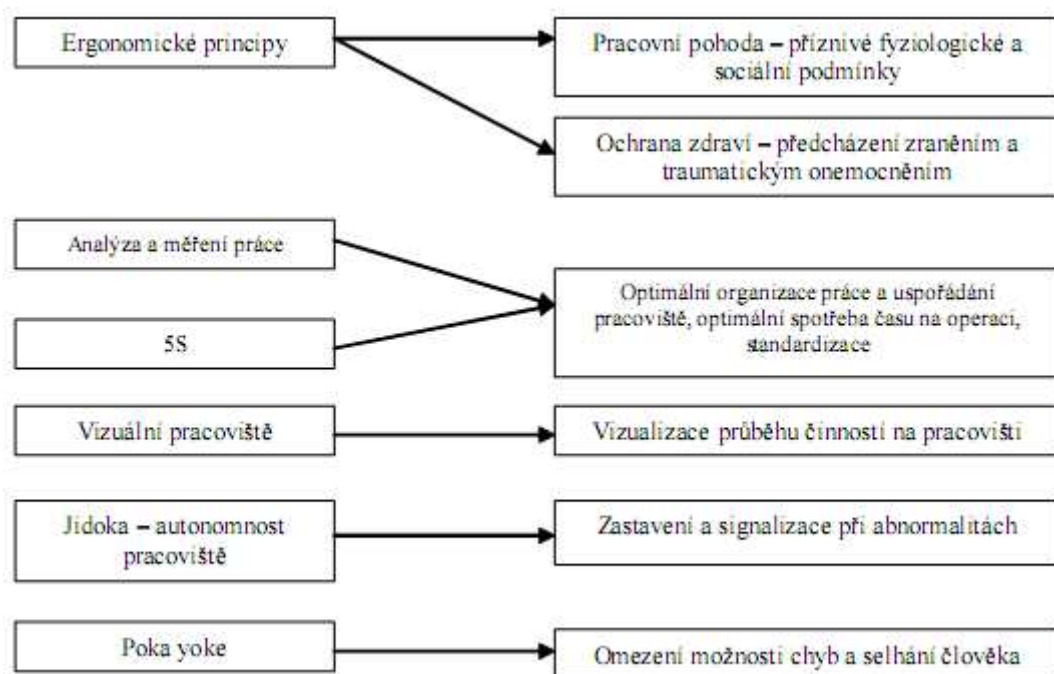 Ergonomické principy
Pracovní pohoda – příznivé fyziologické a
sociální podmínky
Ochrana zdraví – předcházení zraněním a
traumatickým onemocněním
Analýza a měření práce
5S
Optimální organizace práce a uspořádání
pracoviště, optimální spotřeba času na operaci,
standardizace
Vizuální pracoviště
Vizualizace průběhu činností na pracovišti
Jidoka – autonomnost
pracoviště
Zastavení a signalizace při abnormalitách
Poka yoke
Omezení možnosti chyb a selhání člověka